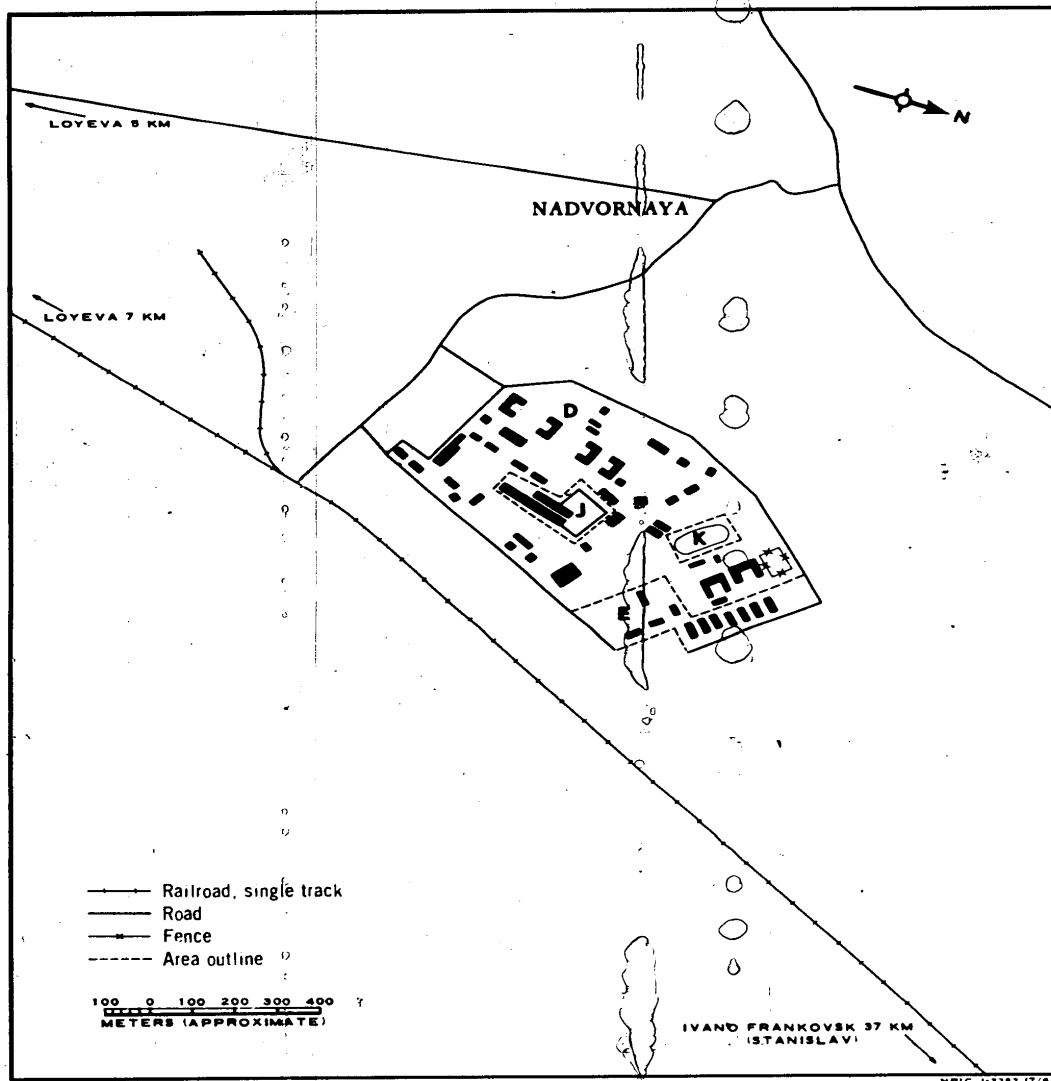 N
LOYEVA 5 KM
NADVORNAYA
LOYEVA 7 KM
D
J
K
E
Railroad, single track
Road
Fence
Area outline
100 0 100 200 300 400
METERS (APPROXIMATE)
IVANO FRANKOVSK 37 KM
(STANISLAV)